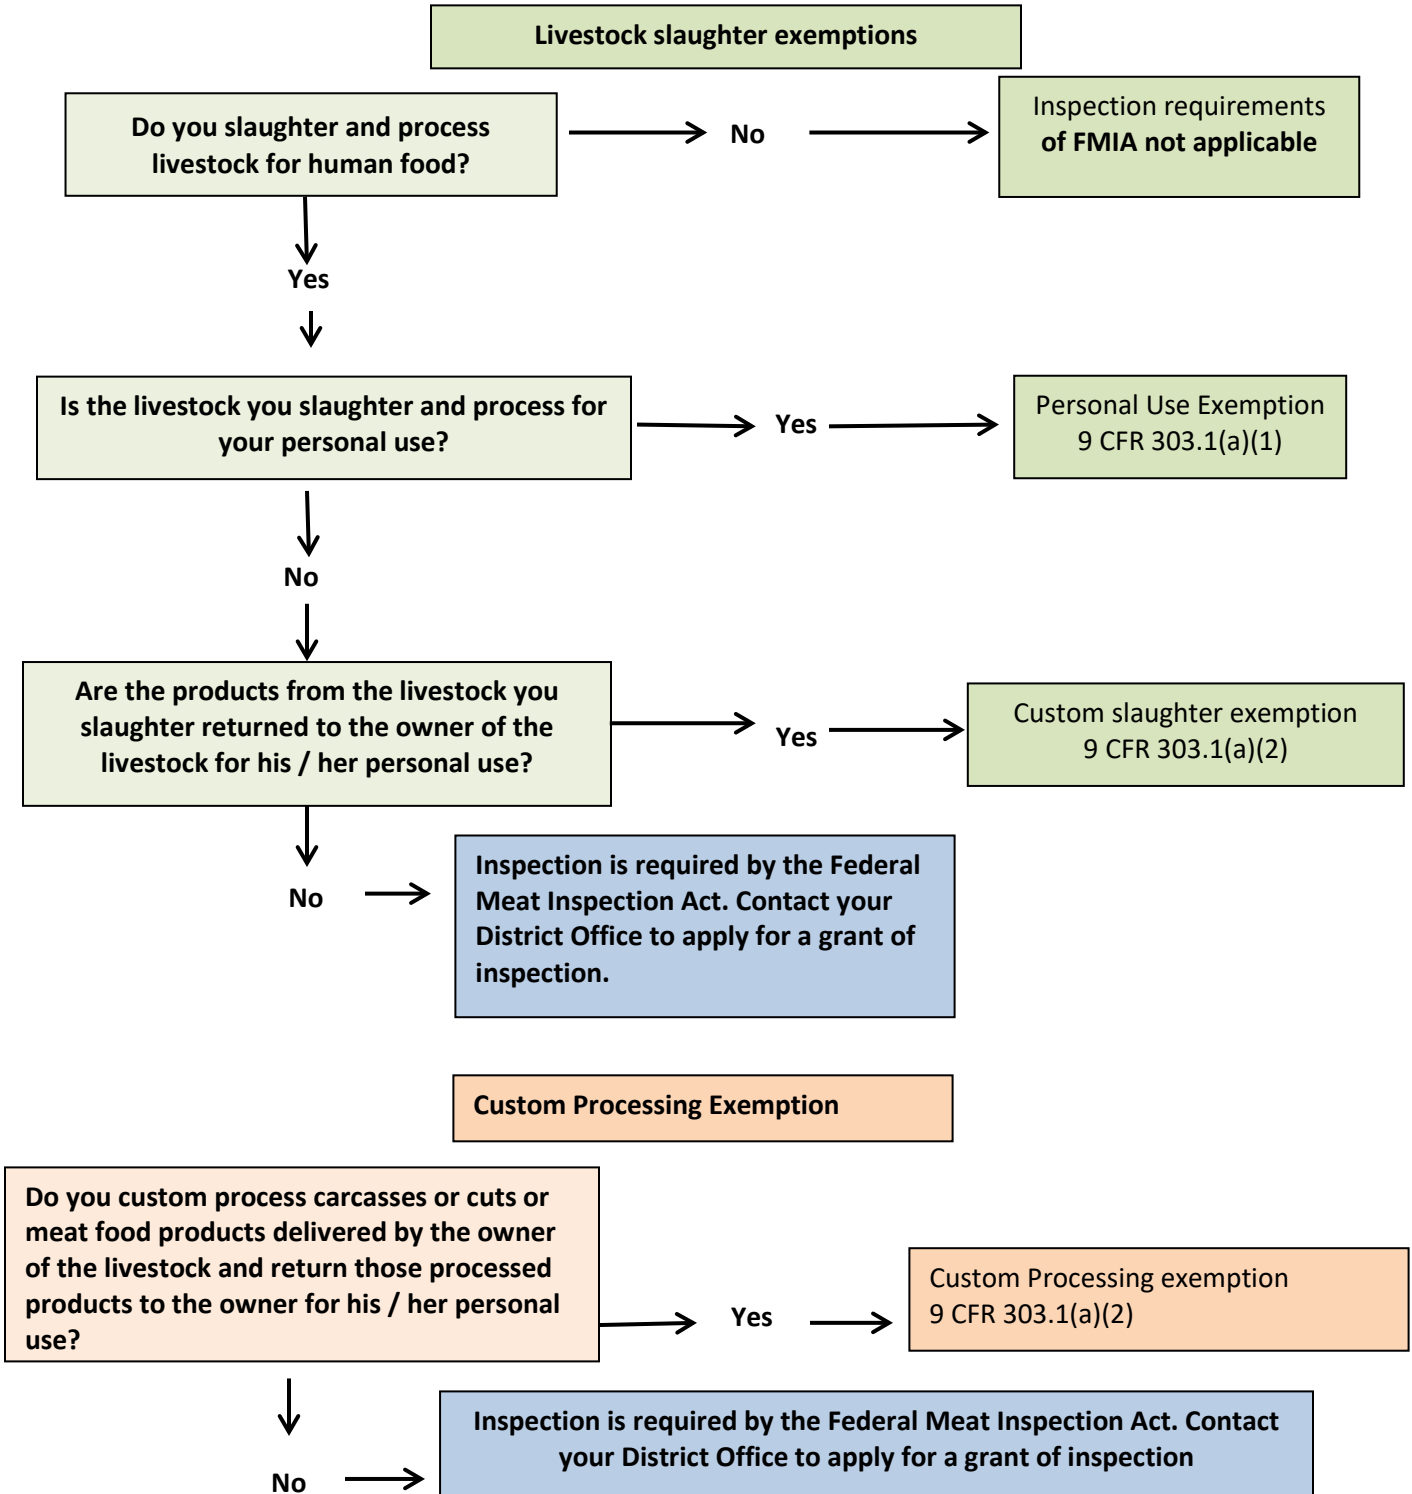 Livestock slaughter exemptions
Do you slaughter and process
livestock for human food?
No
Inspection requirements
of FMIA not applicable
Yes
Is the livestock you slaughter and process for
your personal use?
Yes
Personal Use Exemption
9 CFR 303.1(a)(1)
No
Are the products from the livestock you
slaughter returned to the owner of the
livestock for his / her personal use?
Yes
Custom slaughter exemption
9 CFR 303.1(a)(2)
No
Inspection is required by the Federal
Meat Inspection Act. Contact your
District Office to apply for a grant of
inspection.
Custom Processing Exemption
Do you custom process carcasses or cuts or
meat food products delivered by the owner
of the livestock and return those processed
products to the owner for his / her personal
use?
Yes
Custom Processing exemption
9 CFR 303.1(a)(2)
No
Inspection is required by the Federal Meat Inspection Act. Contact
your District Office to apply for a grant of inspection